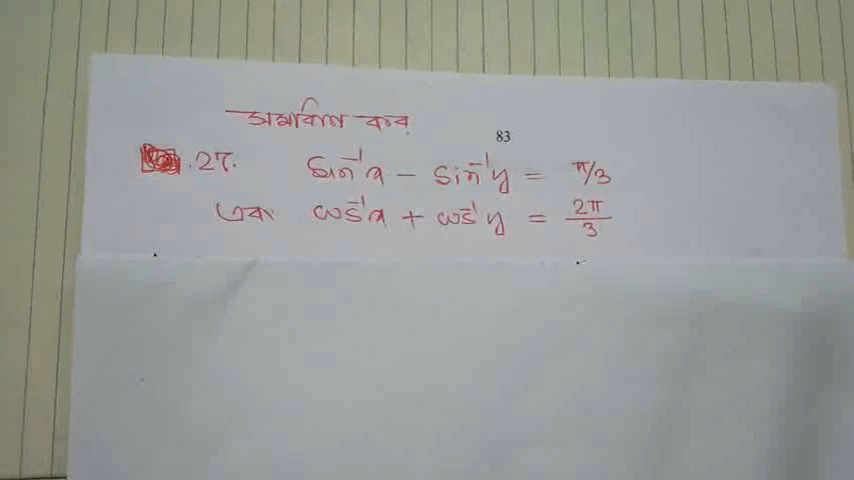 সমাধান কর
83
27. sin⁻¹x - sin⁻¹y = π/3
এবং cos⁻¹x + cos⁻¹y = 2π/3